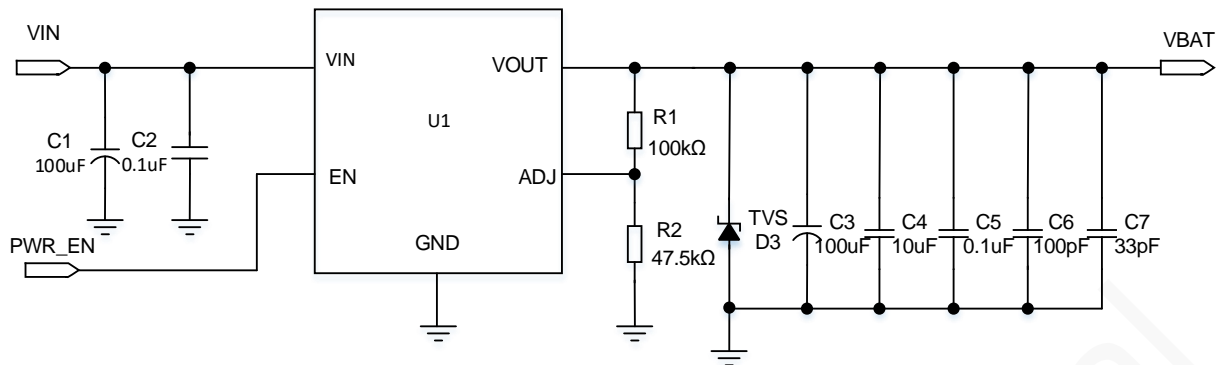 VIN
VBAT
VIN
VOUT
U1
EN
ADJ
GND
C1
100uF
C2
0.1uF
PWR_EN
R1
100kΩ
R2
47.5kΩ
TVS
D3
C3
100uF
C4
10uF
C5
0.1uF
C6
100pF
C7
33pF